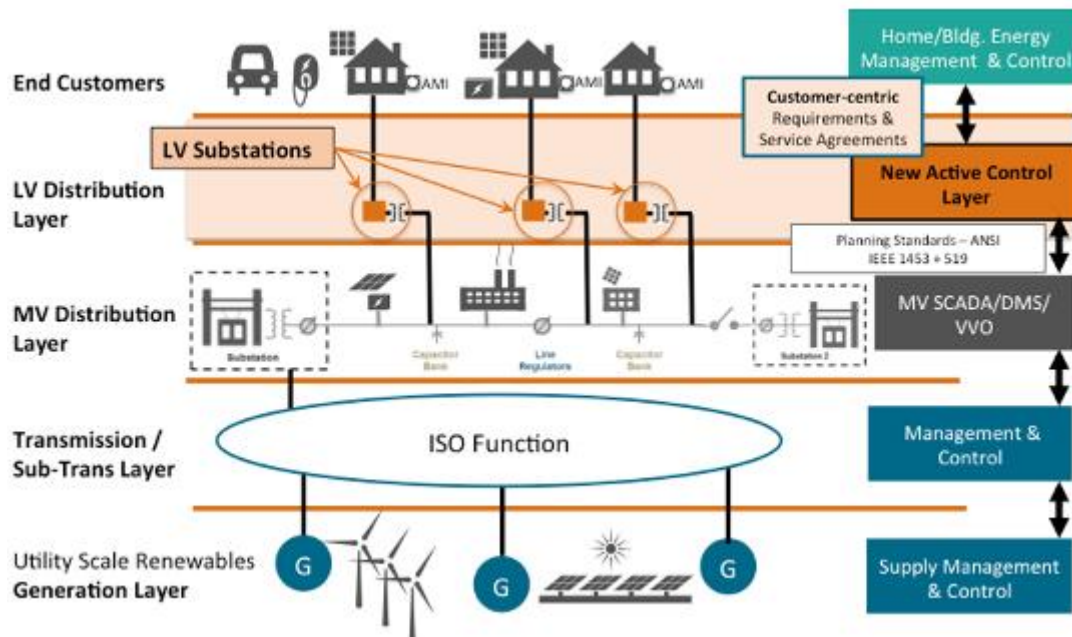 End Customers
AMI
AMI
AMI
Home/Bldg. Energy
Management & Control
Customer-centric
Requirements &
Service Agreements
LV Substations
LV Distribution
Layer
New Active Control
Layer
Planning Standards – ANSI
IEEE 1453 + 519
MV Distribution
Layer
Substation
Capacitor
Bank
Line
Regulators
Capacitor
Bank
Substation 2
MV SCADA/DMS/
VVO
Transmission /
Sub-Trans Layer
ISO Function
Management &
Control
Utility Scale Renewables
Generation Layer
G
G
G
Supply Management
& Control